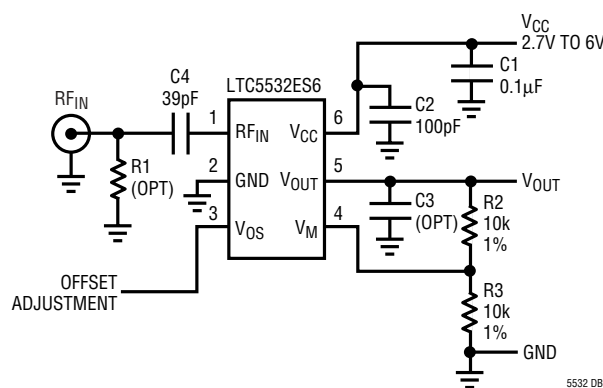 V_CC
2.7V TO 6V
C4
39pF
LTC5532ES6
C1
0.1μF
RF_IN
1
RF_IN
V_CC
6
C2
100pF
R1
(OPT)
2
GND
V_OUT
5
V_OUT
C3
(OPT)
R2
10k
1%
3
V_OS
V_M
4
OFFSET
ADJUSTMENT
R3
10k
1%
GND
5532 DB